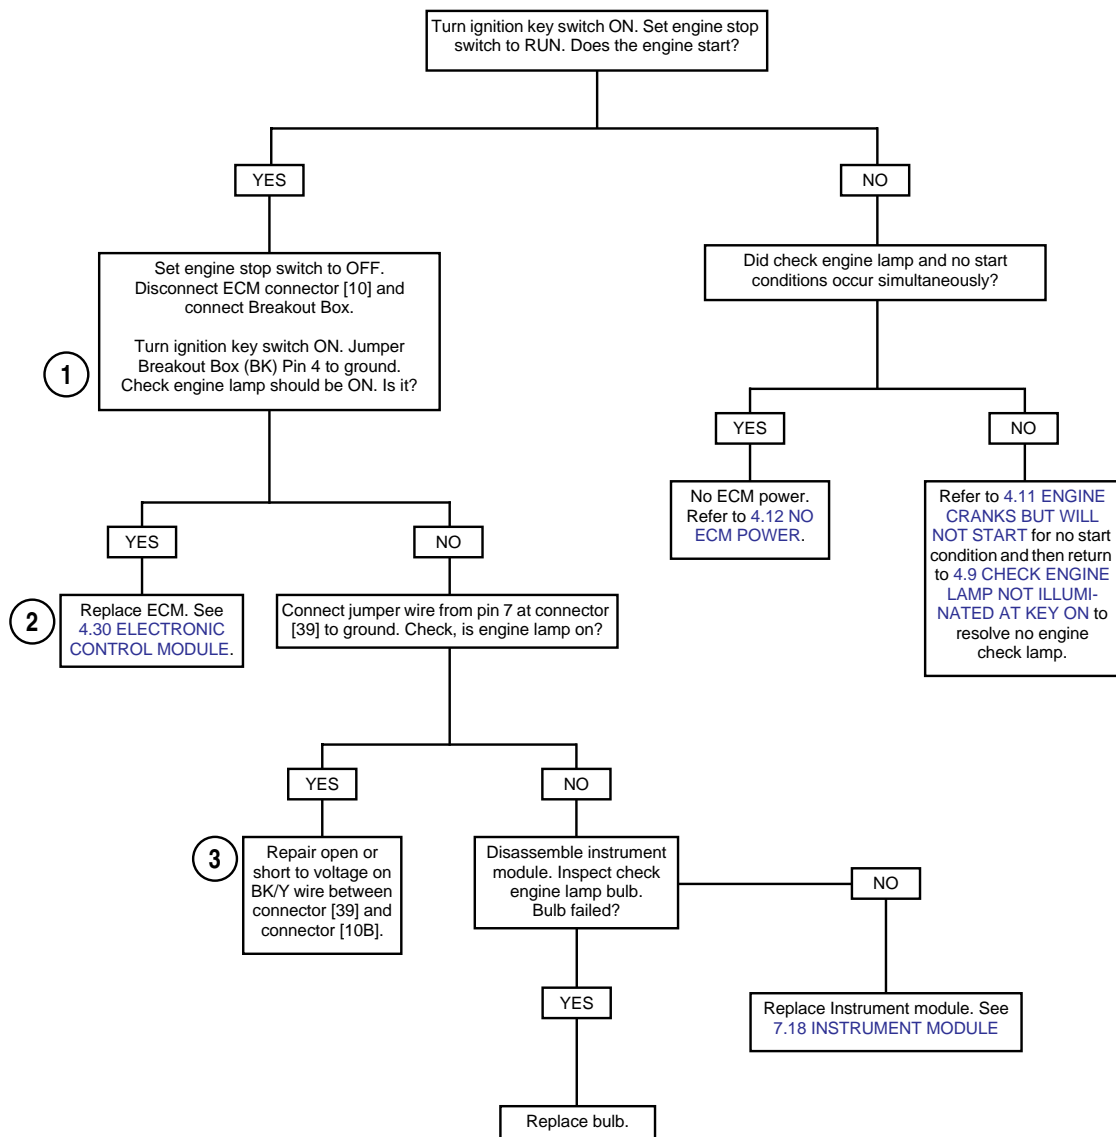 Turn ignition key switch ON. Set engine stop
switch to RUN. Does the engine start?
YES
NO
Set engine stop switch to OFF.
Disconnect ECM connector [10] and
connect Breakout Box.
Turn ignition key switch ON. Jumper
Breakout Box (BK) Pin 4 to ground.
Check engine lamp should be ON. Is it?
1
Did check engine lamp and no start
conditions occur simultaneously?
YES
NO
No ECM power.
Refer to 4.12 NO
ECM POWER.
Refer to 4.11 ENGINE
CRANKS BUT WILL
NOT START for no start
condition and then return
to 4.9 CHECK ENGINE
LAMP NOT ILLUMI-
NATED AT KEY ON to
resolve no engine
check lamp.
YES
NO
2
Replace ECM. See
4.30 ELECTRONIC
CONTROL MODULE.
Connect jumper wire from pin 7 at connector
[39] to ground. Check, is engine lamp on?
YES
NO
3
Repair open or
short to voltage on
BK/Y wire between
connector [39] and
connector [10B].
Disassemble instrument
module. Inspect check
engine lamp bulb.
Bulb failed?
NO
YES
Replace Instrument module. See
7.18 INSTRUMENT MODULE
Replace bulb.